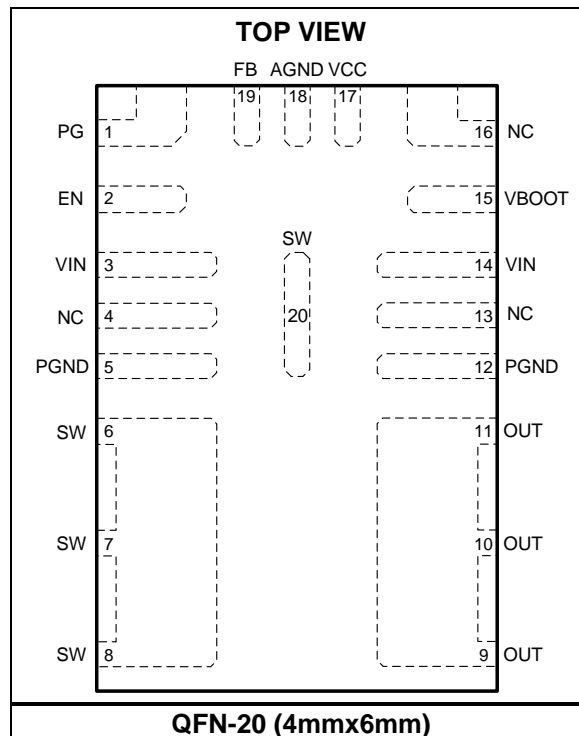 TOP VIEW
FB AGND VCC
19 18 17
PG 1 16 NC
EN 2 15 VBOOT
SW
VIN 3 14 VIN
NC 4 20 13 NC
PGND 5 12 PGND
SW 6 11 OUT
SW 7 10 OUT
SW 8 9 OUT
QFN-20 (4mmx6mm)